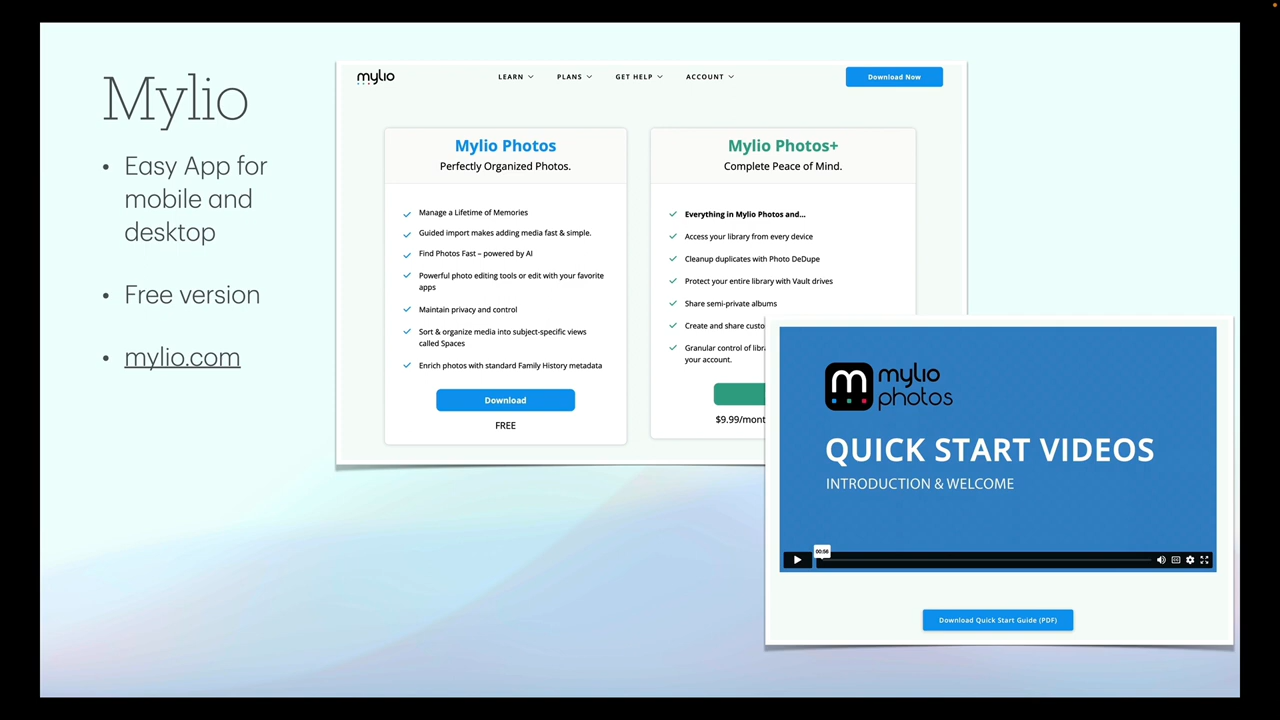 Mylio
• Easy App for
mobile and
desktop
• Free version
• mylio.com
mylio
LEARN
PLANS
GET HELP
ACCOUNT
Download Now
Mylio Photos
Perfectly Organized Photos.
Manage a Lifetime of Memories
Guided import makes adding media fast & simple.
Find Photos Fast – powered by AI
Powerful photo editing tools or edit with your favorite
apps
Maintain privacy and control
Sort & organize media into subject-specific views
called Spaces
Enrich photos with standard Family History metadata
Download
FREE
Mylio Photos+
Complete Peace of Mind.
Everything in Mylio Photos and...
Access your library from every device
Cleanup duplicates with Photo DeDupe
Protect your entire library with Vault drives
Share semi-private albums
Create and share
Granular control of
your account.
m
mylio
photos
QUICK START VIDEOS
INTRODUCTION & WELCOME
00:56
Download Quick Start Guide (PDF)